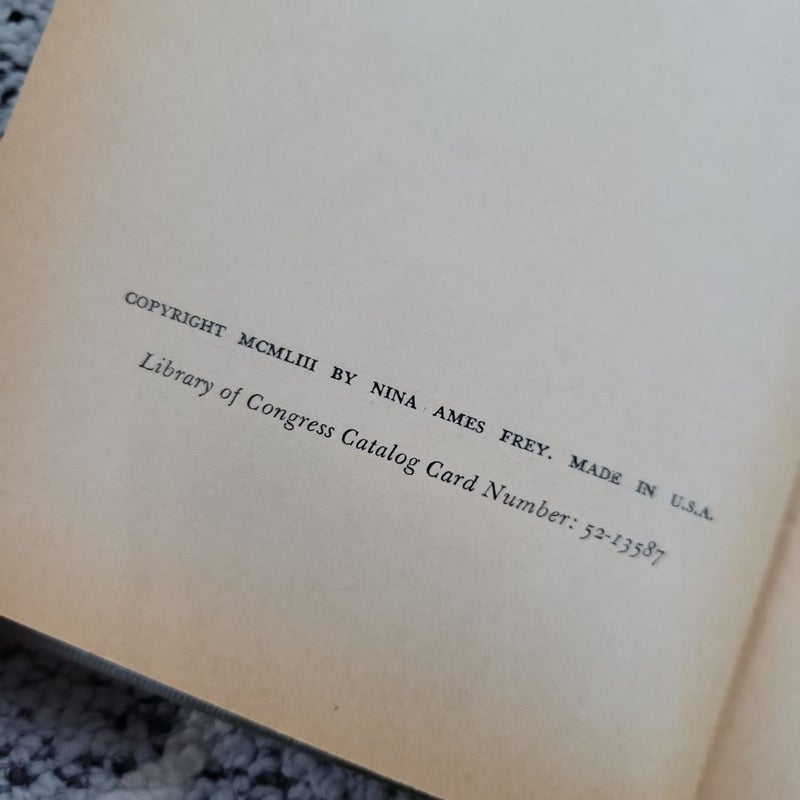 COPYRIGHT MCMLIII BY NINA AMES FREY. MADE IN U.S.A.
Library of Congress Catalog Card Number: 52-13587